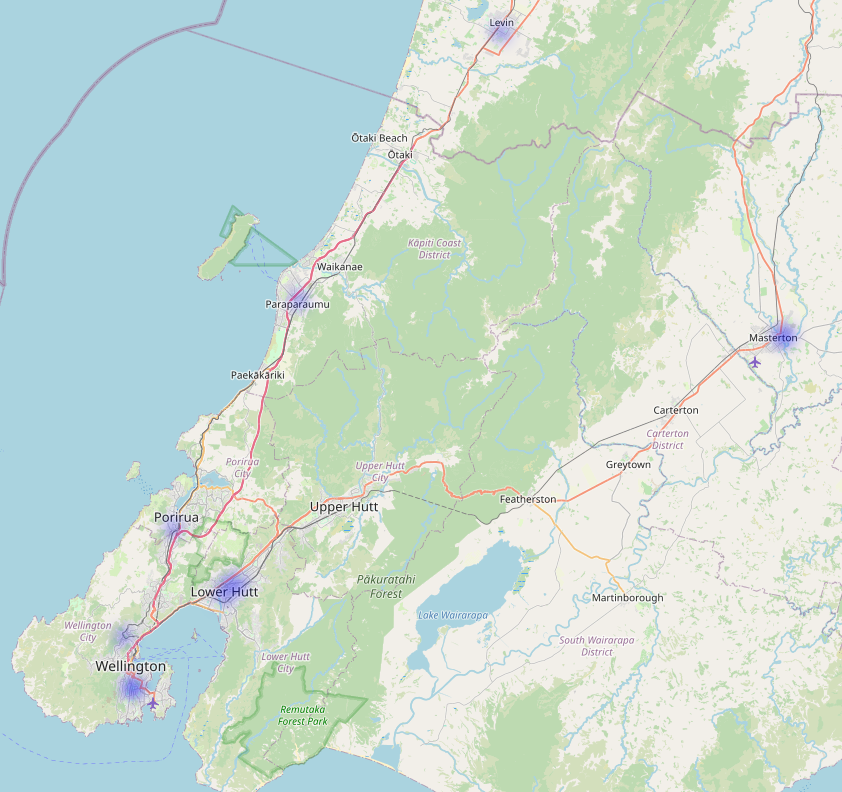 Levin
Ōtaki Beach
Ōtaki
Kāpiti Coast
District
Waikanae
Paraparaumu
Masterton
Paekākāriki
Carterton
Carterton
District
Porirua
City
Upper Hutt
City
Greytown
Featherston
Upper Hutt
Porirua
Pākuratahi
Forest
Lower Hutt
Martinborough
Lake Wairarapa
Wellington
City
South Wairarapa
District
Lower Hutt
City
Wellington
Remutaka
Forest Park